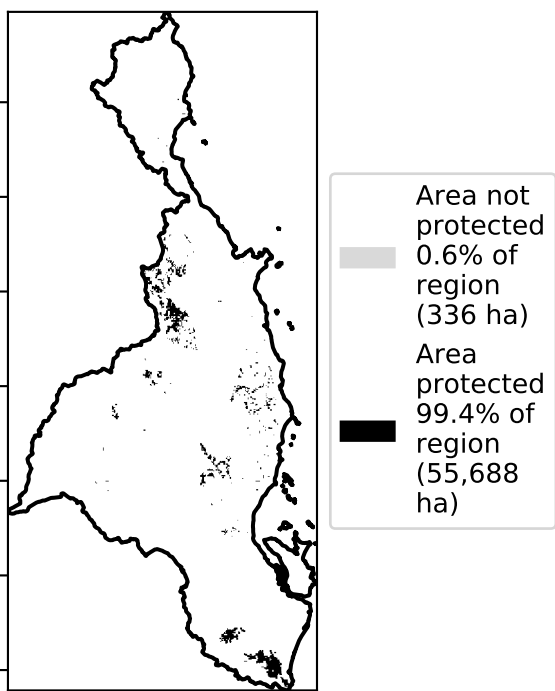 Area not
protected
0.6% of
region
(336 ha)
Area
protected
99.4% of
region
(55,688
ha)